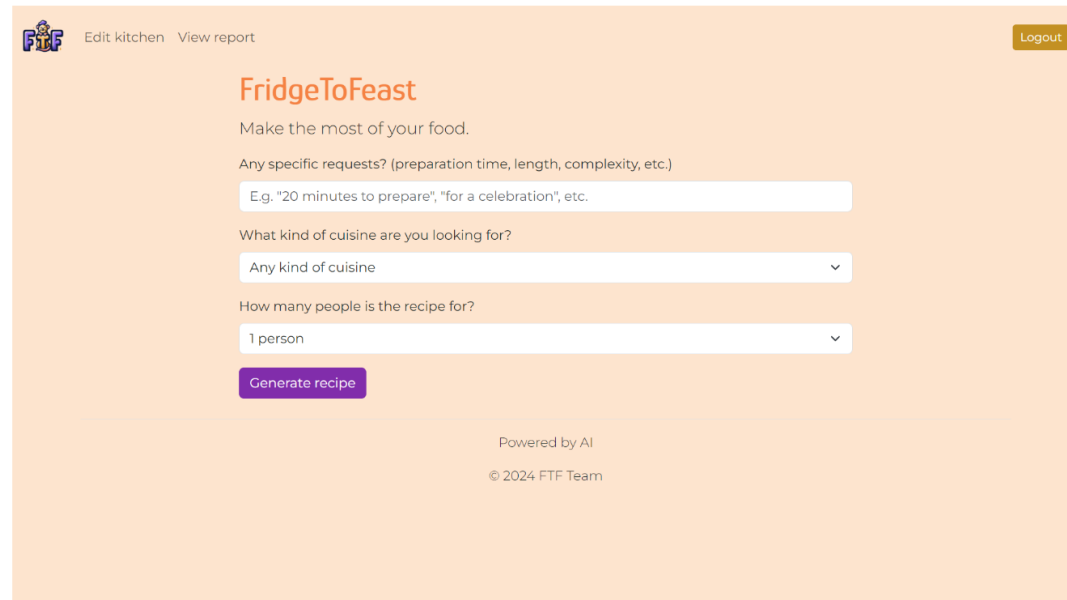 FTF
Edit kitchen
View report
Logout
FridgeToFeast
Make the most of your food.
Any specific requests? (preparation time, length, complexity, etc.)
E.g. "20 minutes to prepare", "for a celebration", etc.
What kind of cuisine are you looking for?
Any kind of cuisine
How many people is the recipe for?
1 person
Generate recipe
Powered by AI
© 2024 FTF Team